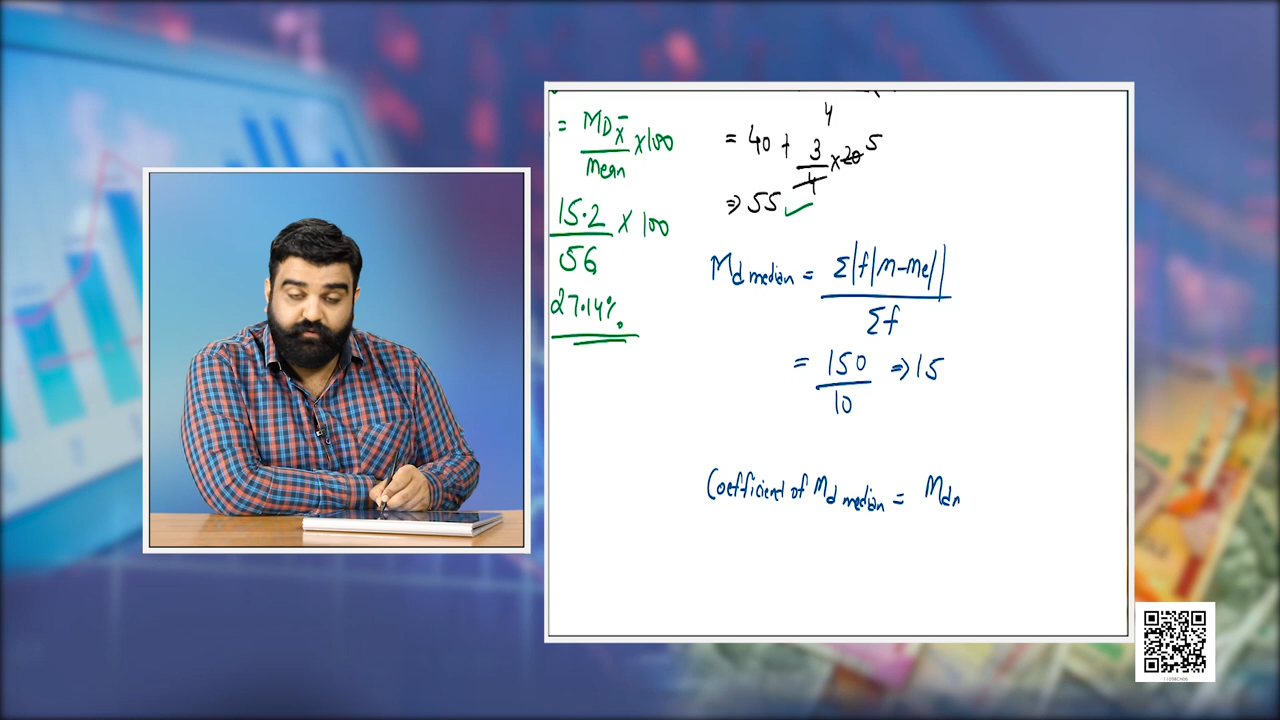 = MD x̄ / Mean × 100
15.2 / 56 × 100
27.14%
4
= 40 + 3 / 4 × 20 5
⇒ 55 ✓
Md median = Σ|f|m-me|| / Σf
= 150 / 10 ⇒ 15
Coefficient of Md median = Mdn